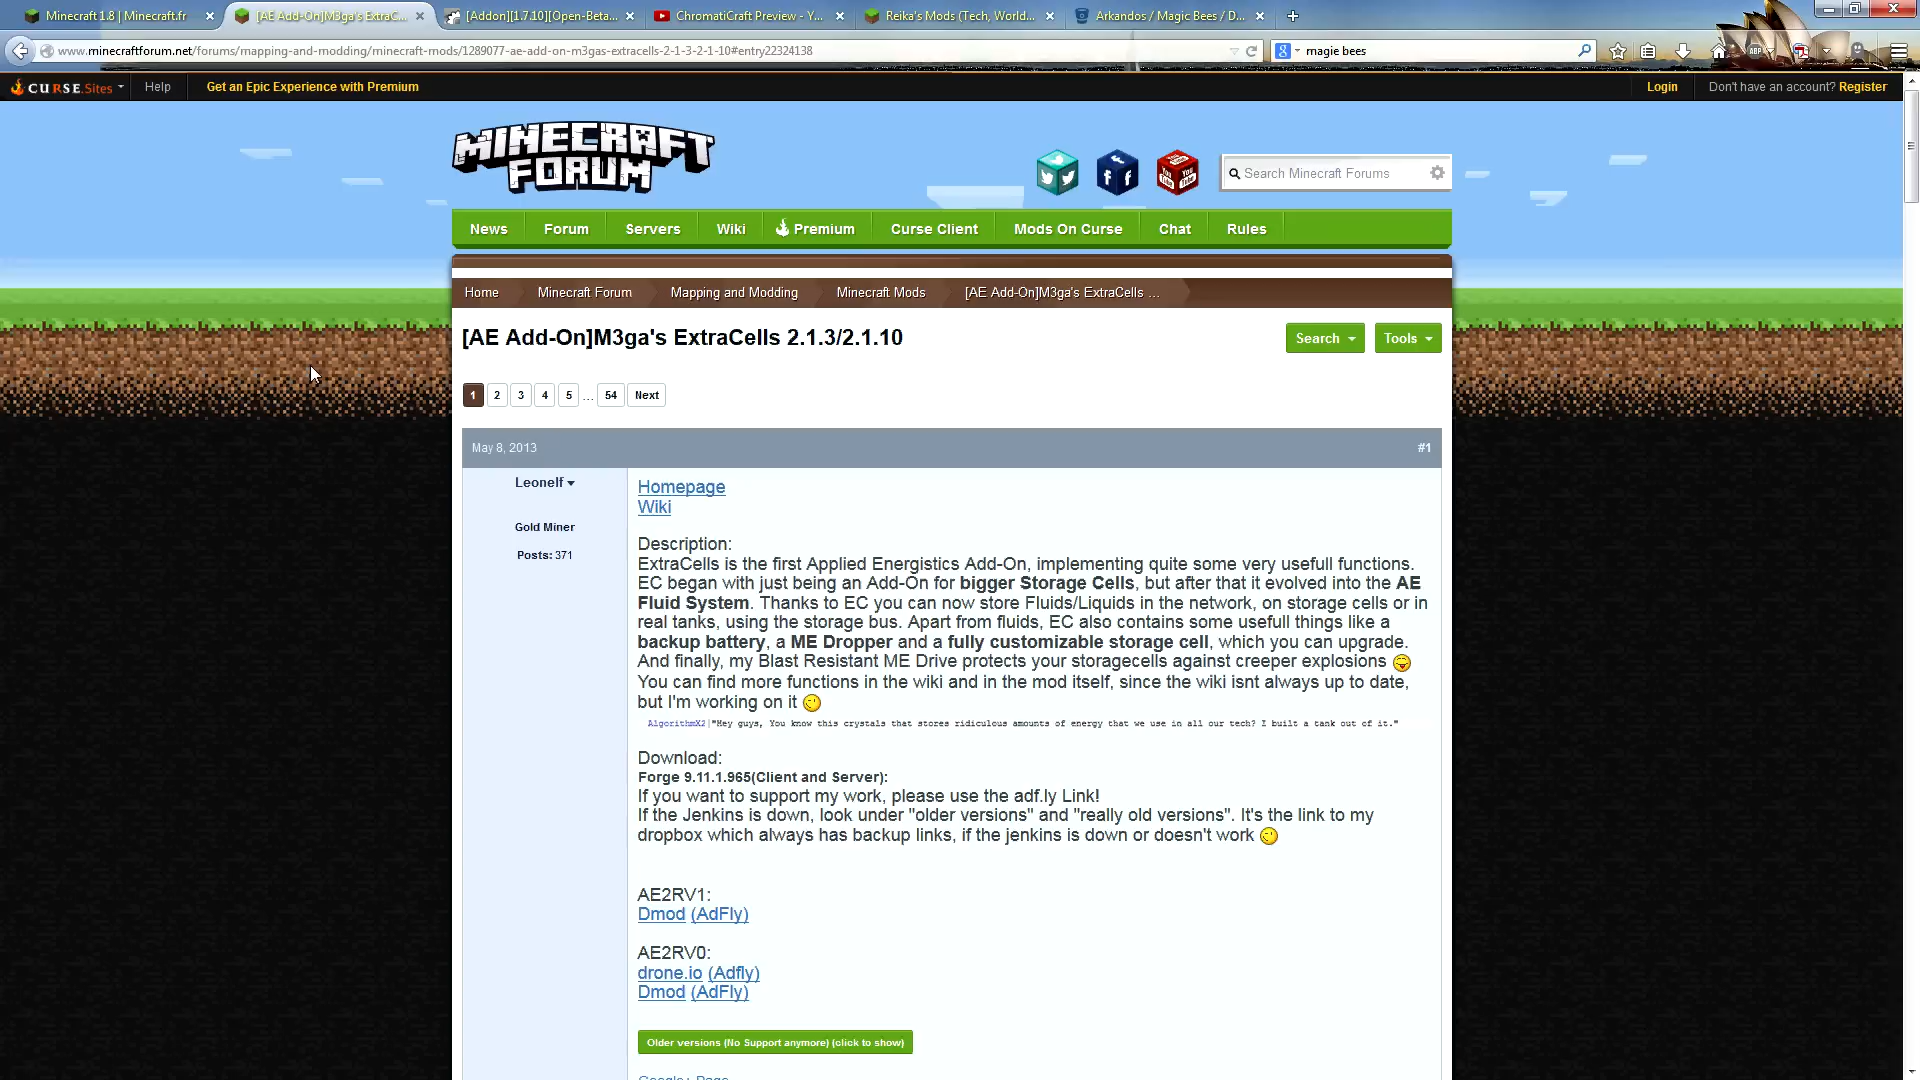 Minecraft 1.8 | Minecraft.fr
[AE Add-On]M3ga's ExtraC...
[Addon][1.7.10][Open-Beta...
ChromatiCraft Preview - Y...
Reika's Mods (Tech, World...
Arkandos / Magic Bees / D...
www.minecraftforum.net/forums/mapping-and-modding/minecraft-mods/1289077-ae-add-on-m3gas-extracells-2-1-3-2-1-10#entry22324138
magie bees
CURSE.Sites
Help
Get an Epic Experience with Premium
Login
Don't have an account? Register
MINECRAFT
FORUM
Search Minecraft Forums
News
Forum
Servers
Wiki
Premium
Curse Client
Mods On Curse
Chat
Rules
Home
Minecraft Forum
Mapping and Modding
Minecraft Mods
[AE Add-On]M3ga's ExtraCells ...
[AE Add-On]M3ga's ExtraCells 2.1.3/2.1.10
Search
Tools
1 2 3 4 5 ... 54 Next
May 8, 2013
#1
Leonelf
Gold Miner
Posts: 371
Homepage
Wiki
Description:
ExtraCells is the first Applied Energistics Add-On, implementing quite some very usefull functions.
EC began with just being an Add-On for bigger Storage Cells, but after that it evolved into the AE
Fluid System. Thanks to EC you can now store Fluids/Liquids in the network, on storage cells or in
real tanks, using the storage bus. Apart from fluids, EC also contains some usefull things like a
backup battery, a ME Dropper and a fully customizable storage cell, which you can upgrade.
And finally, my Blast Resistant ME Drive protects your storagecells against creeper explosions
You can find more functions in the wiki and in the mod itself, since the wiki isnt always up to date,
but I'm working on it
AlgorithmX2|"Hey guys, You know this crystals that stores ridiculous amounts of energy that we use in all our tech? I built a tank out of it."
Download:
Forge 9.11.1.965(Client and Server):
If you want to support my work, please use the adf.ly Link!
If the Jenkins is down, look under "older versions" and "really old versions". It's the link to my
dropbox which always has backup links, if the jenkins is down or doesn't work
AE2RV1:
Dmod (AdFly)
AE2RV0:
drone.io (Adfly)
Dmod (AdFly)
Older versions (No Support anymore) (click to show)
Google+ Page